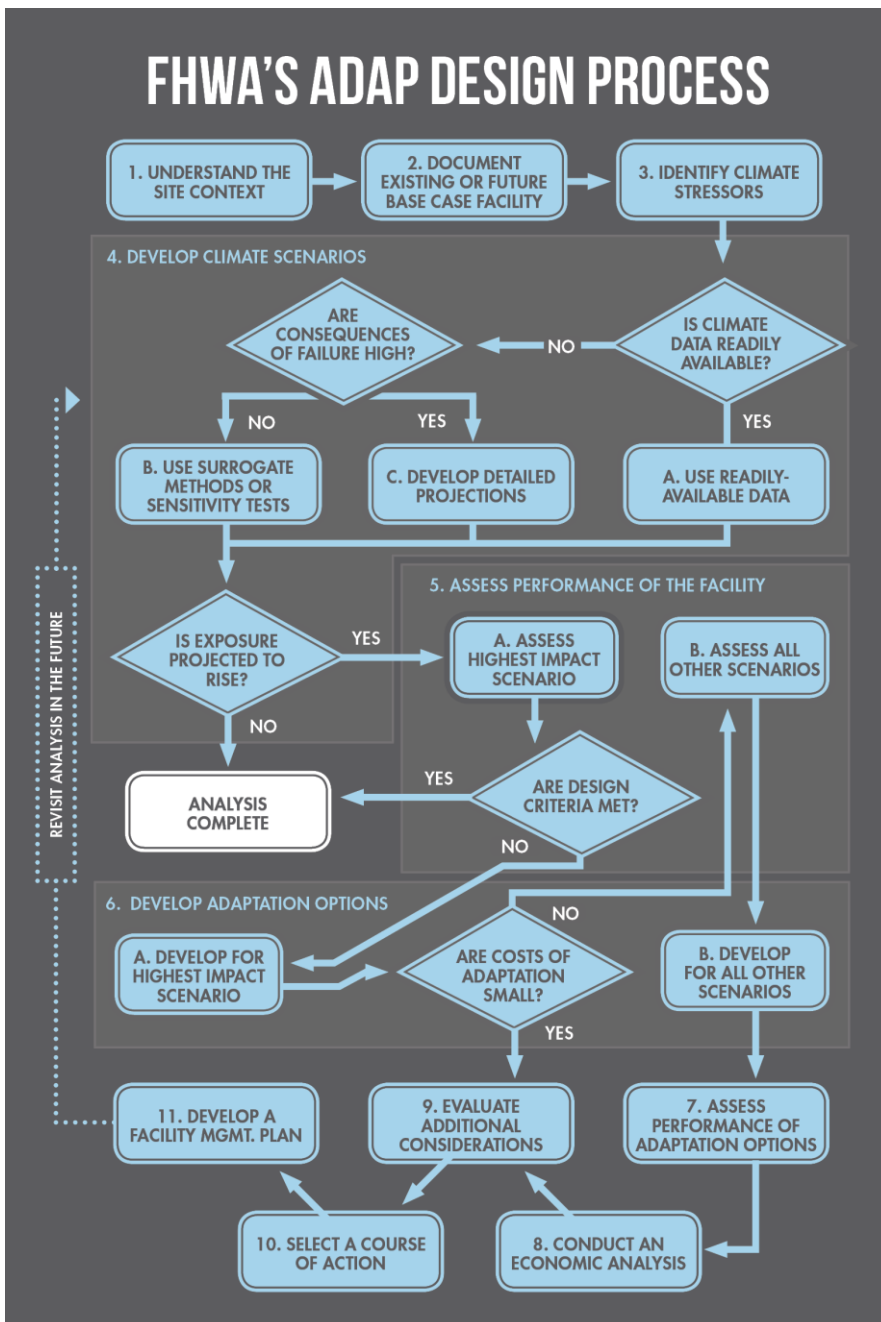 FHWA'S ADAP DESIGN PROCESS
1. UNDERSTAND THE
SITE CONTEXT
2. DOCUMENT
EXISTING OR FUTURE
BASE CASE FACILITY
3. IDENTIFY CLIMATE
STRESSORS
4. DEVELOP CLIMATE SCENARIOS
ARE
CONSEQUENCES
OF FAILURE HIGH?
NO
IS CLIMATE
DATA READILY
AVAILABLE?
NO
YES
YES
B. USE SURROGATE
METHODS OR
SENSITIVITY TESTS
C. DEVELOP DETAILED
PROJECTIONS
A. USE READILY-
AVAILABLE DATA
REVISIT ANALYSIS IN THE FUTURE
IS EXPOSURE
PROJECTED TO
RISE?
YES
NO
5. ASSESS PERFORMANCE OF THE FACILITY
A. ASSESS
HIGHEST IMPACT
SCENARIO
B. ASSESS ALL
OTHER SCENARIOS
ANALYSIS
COMPLETE
YES
ARE DESIGN
CRITERIA MET?
NO
6. DEVELOP ADAPTATION OPTIONS
A. DEVELOP FOR
HIGHEST IMPACT
SCENARIO
ARE COSTS OF
ADAPTATION
SMALL?
NO
YES
B. DEVELOP
FOR ALL OTHER
SCENARIOS
11. DEVELOP A
FACILITY MGMT. PLAN
9. EVALUATE
ADDITIONAL
CONSIDERATIONS
7. ASSESS
PERFORMANCE OF
ADAPTATION OPTIONS
10. SELECT A COURSE
OF ACTION
8. CONDUCT AN
ECONOMIC ANALYSIS